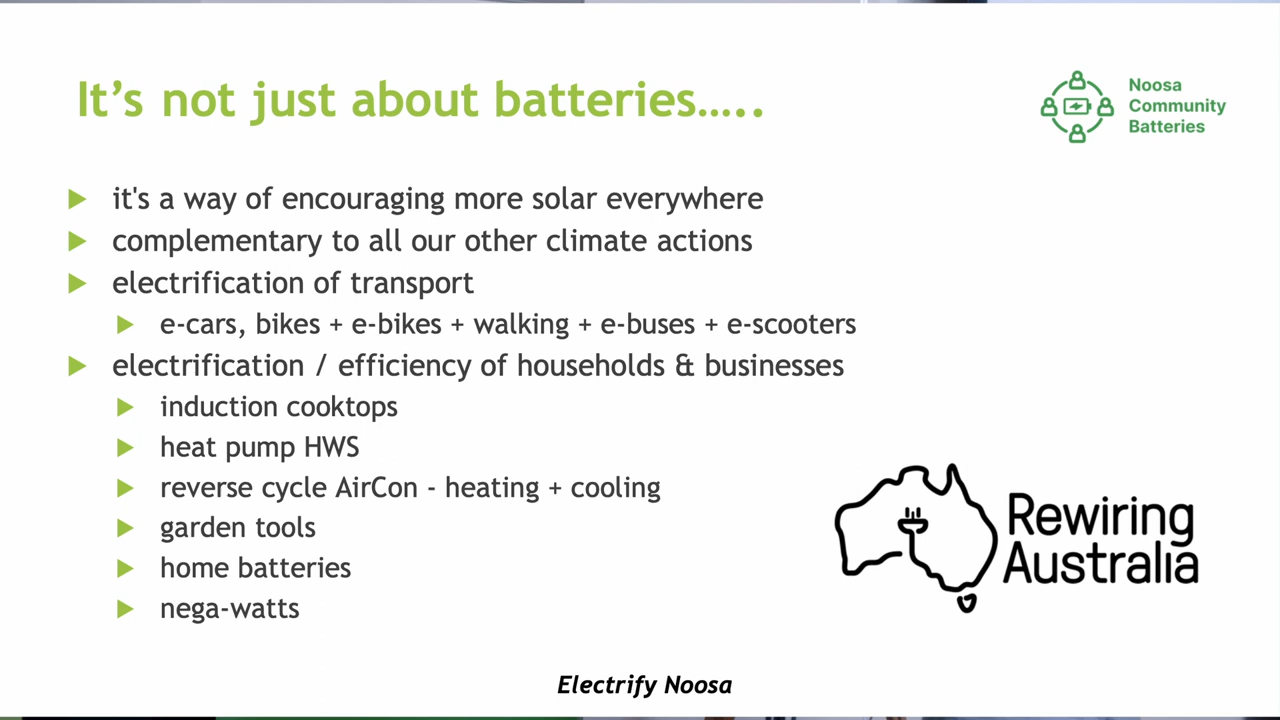 It’s not just about batteries.....
Noosa
Community
Batteries
it's a way of encouraging more solar everywhere
complementary to all our other climate actions
electrification of transport
e-cars, bikes + e-bikes + walking + e-buses + e-scooters
electrification / efficiency of households & businesses
induction cooktops
heat pump HWS
reverse cycle AirCon - heating + cooling
garden tools
home batteries
nega-watts
Rewiring
Australia
Electrify Noosa